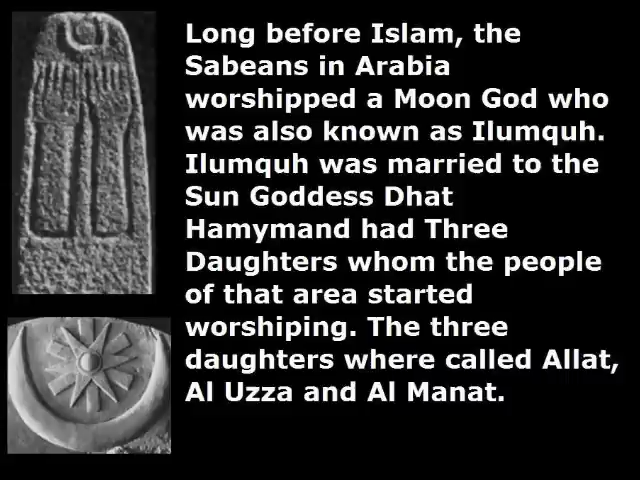 Long before Islam, the
Sabeans in Arabia
worshipped a Moon God who
was also known as Ilumquh.
Ilumquh was married to the
Sun Goddess Dhat
Hamymand had Three
Daughters whom the people
of that area started
worshiping. The three
daughters where called Allat,
Al Uzza and Al Manat.